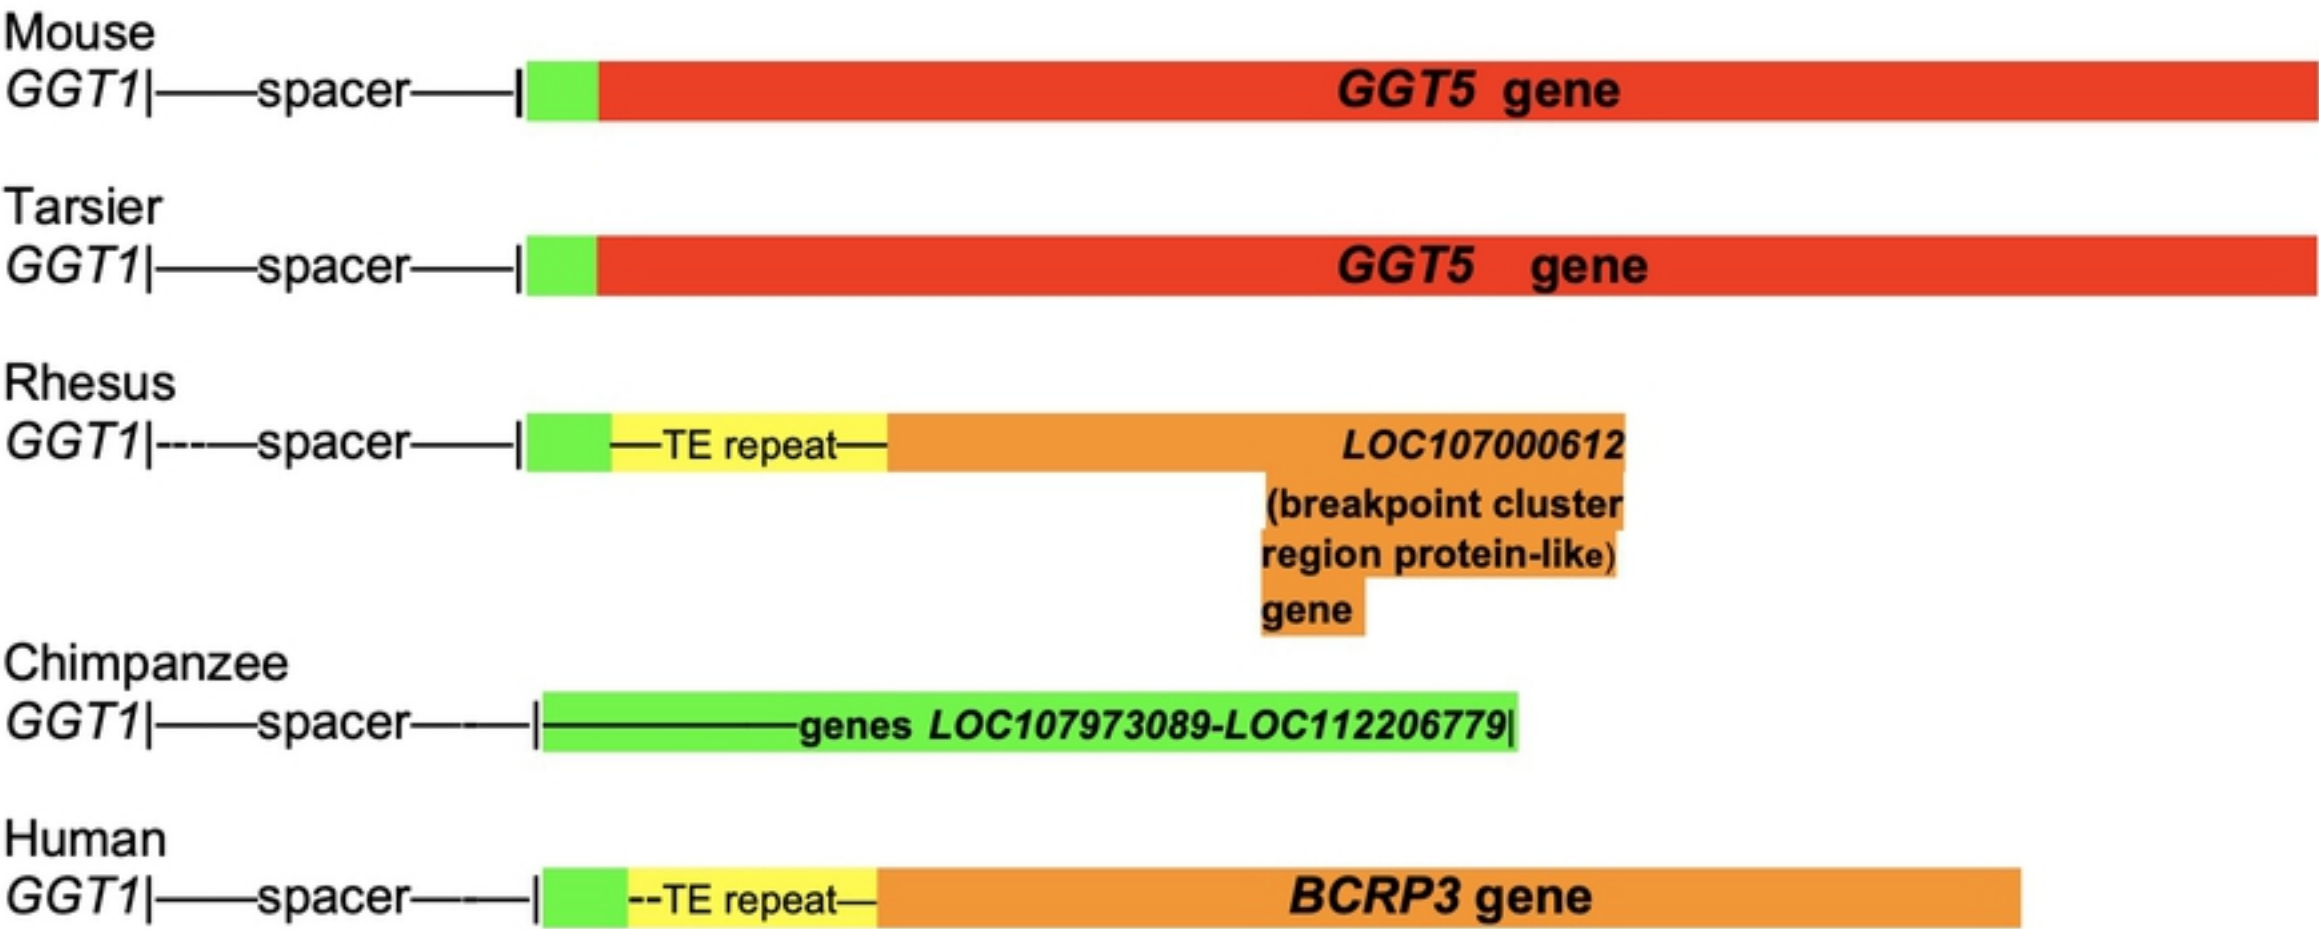 Mouse
GGT1|———spacer———| GGT5 gene
Tarsier
GGT1|———spacer———| GGT5 gene
Rhesus
GGT1|---——spacer———| —TE repeat— LOC107000612
(breakpoint cluster
region protein-like)
gene
Chimpanzee
GGT1|———spacer——-—| ——————genes LOC107973089-LOC112206779|
Human
GGT1|———spacer——-—| --TE repeat— BCRP3 gene